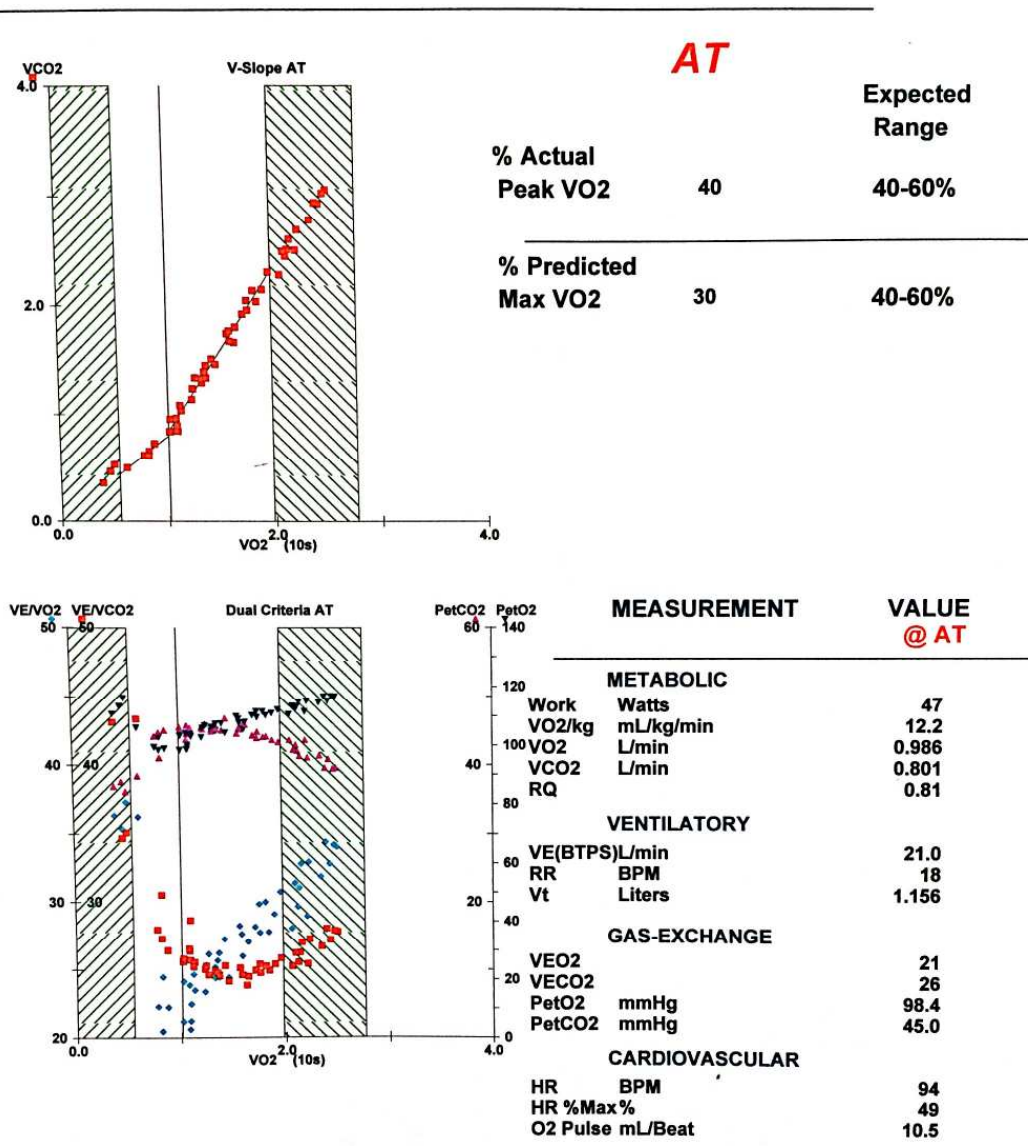 VCO2 V-Slope AT
4.0
2.0
0.0
0.0 2.0 4.0
VO2 (10s)
AT
Expected
Range
% Actual
Peak VO2 40 40-60%
% Predicted
Max VO2 30 40-60%
VE/VO2 VE/VCO2 Dual Criteria AT PetCO2 PetO2
50 50 60 140
120
100
40 40 40
80
60
30 30 20
40
20
20 0
0.0 2.0 4.0
VO2 (10s)
MEASUREMENT VALUE
@ AT
METABOLIC
Work Watts 47
VO2/kg mL/kg/min 12.2
VO2 L/min 0.986
VCO2 L/min 0.801
RQ 0.81
VENTILATORY
VE(BTPS)L/min 21.0
RR BPM 18
Vt Liters 1.156
GAS-EXCHANGE
VEO2 21
VECO2 26
PetO2 mmHg 98.4
PetCO2 mmHg 45.0
CARDIOVASCULAR
HR BPM 94
HR %Max% 49
O2 Pulse mL/Beat 10.5